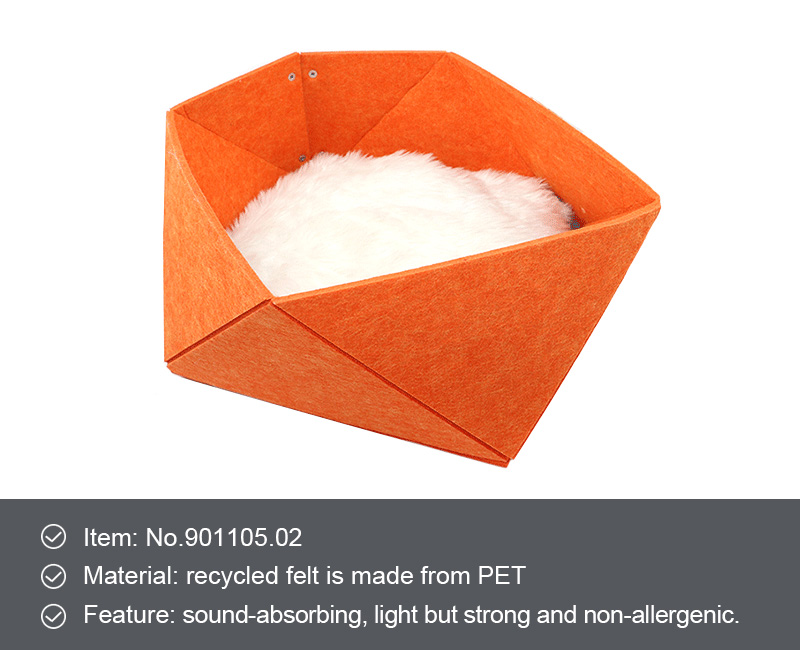 Item: No.901105.02
Material: recycled felt is made from PET
Feature: sound-absorbing, light but strong and non-allergenic.